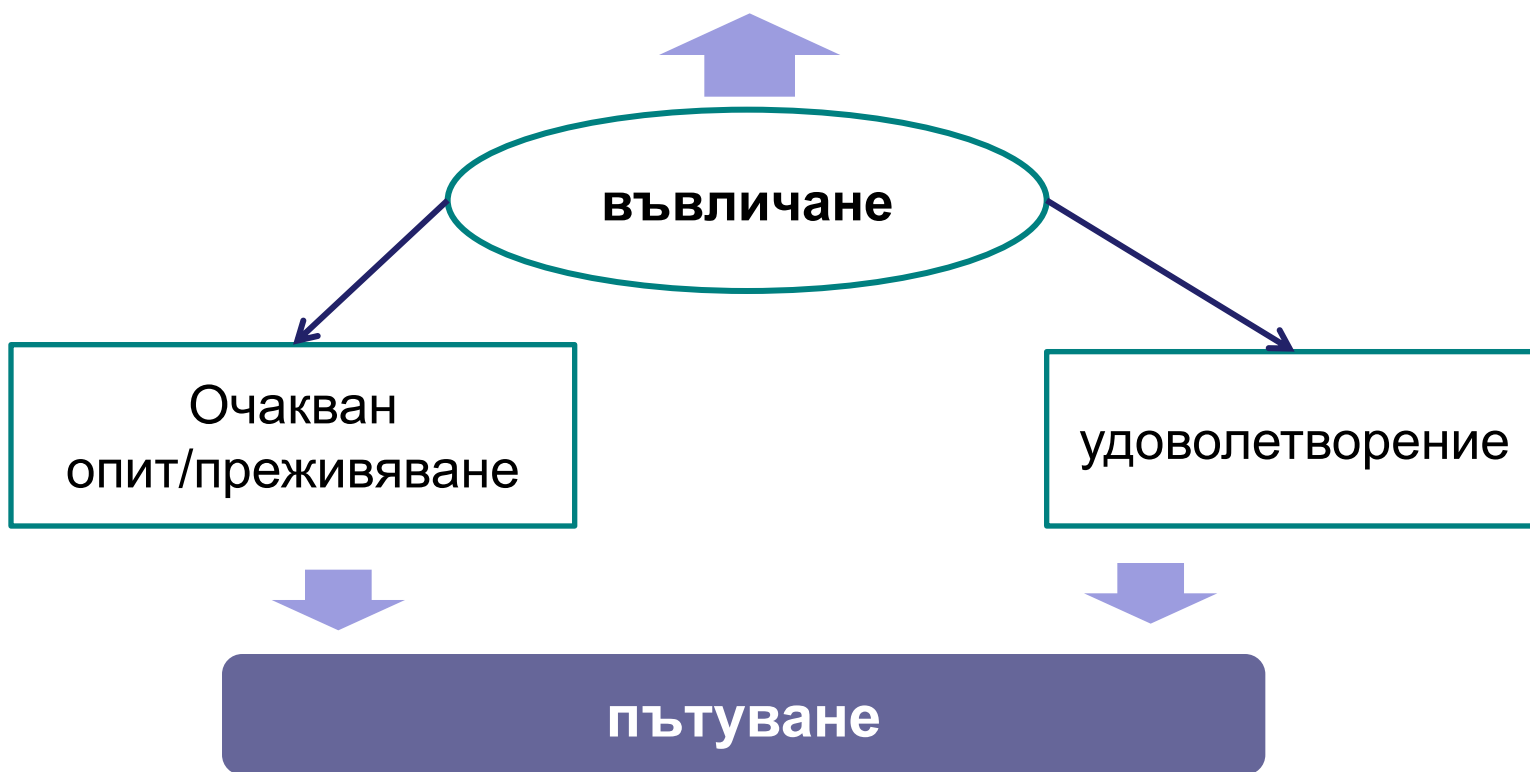 въвличане
Очакван
опит/преживяване
удоволетворение
пътуване